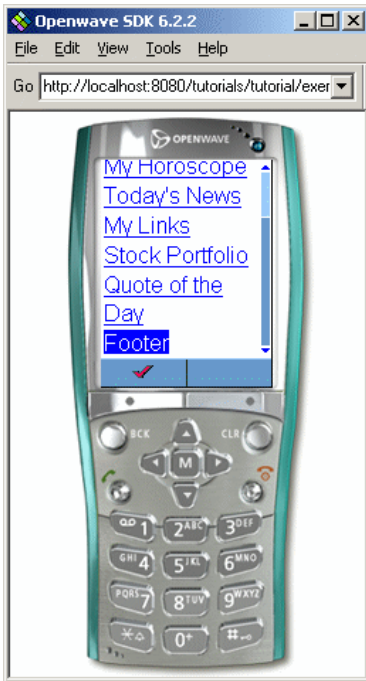 Openwave SDK 6.2.2
File Edit View Tools Help
Go http://localhost:8080/tutorials/tutorial/exer
OPENWAVE
My Horoscope
Today's News
My Links
Stock Portfolio
Quote of the
Day
Footer
BCK CLR
M
1 2ABC 3DEF
GHI4 5JKL 6MNO
PQRS7 8TUV 9WXYZ
* 0+ #